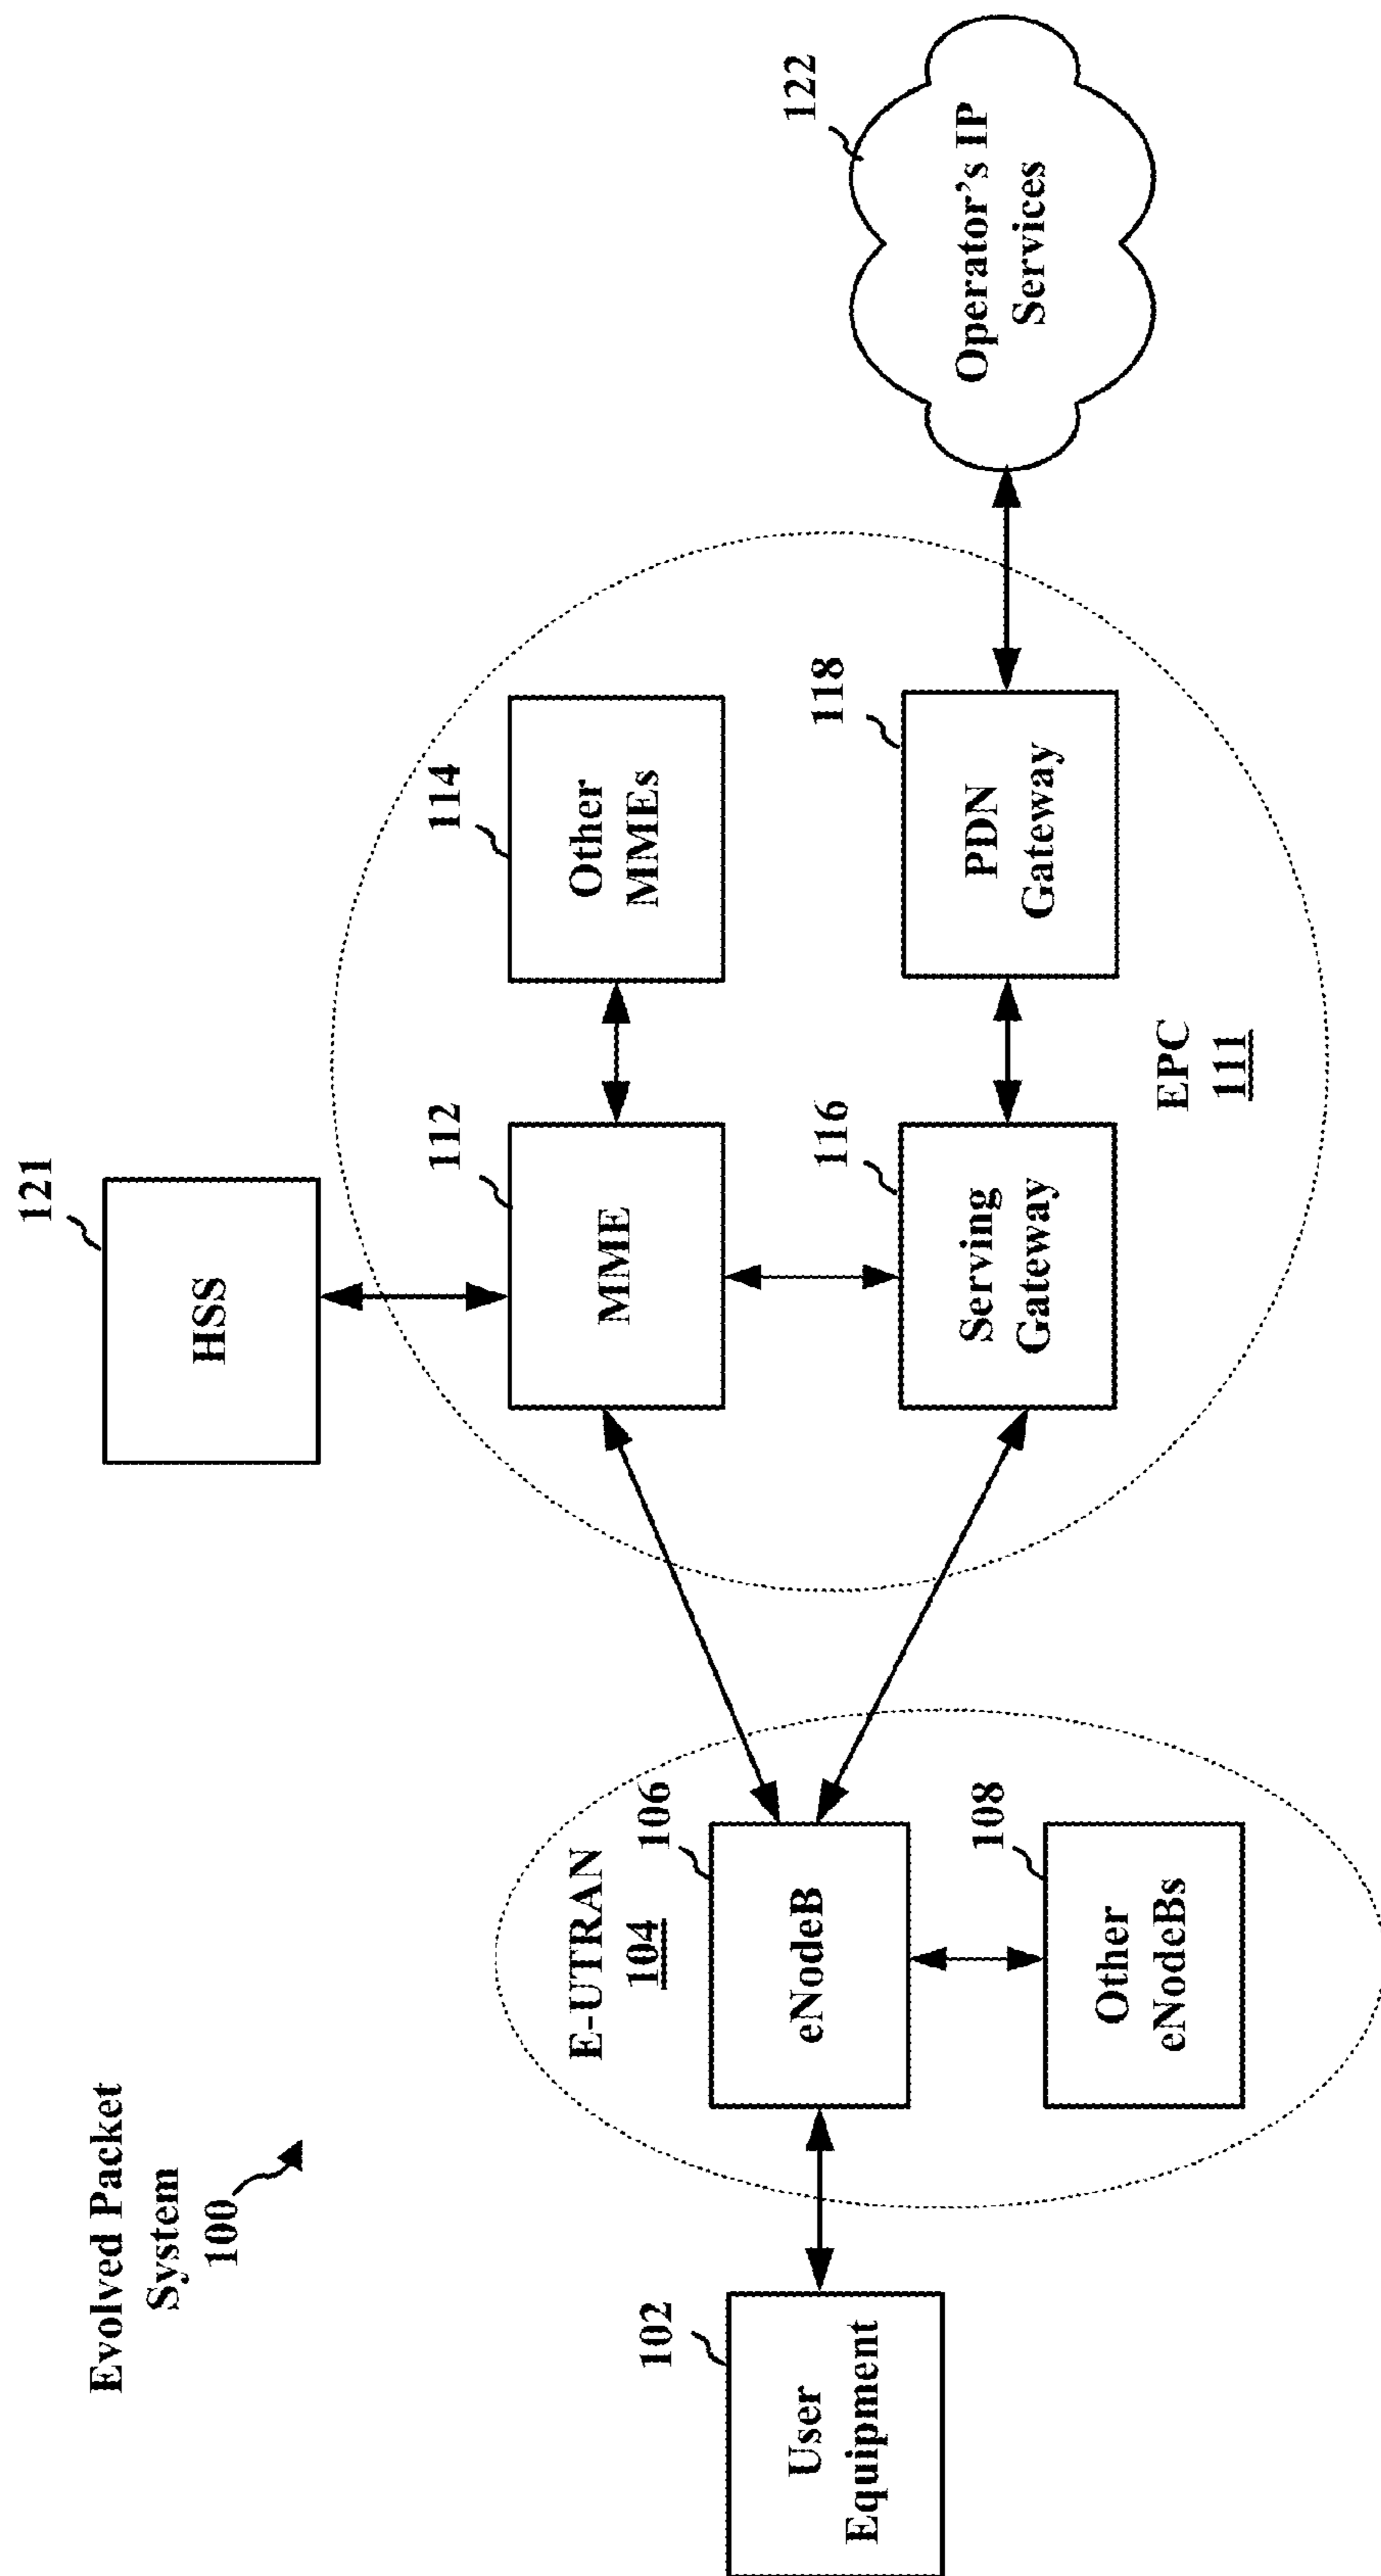 Evolved Packet
System
100
102
User
Equipment
E-UTRAN
104
106
eNodeB
108
Other
eNodeBs
121
HSS
112
MME
114
Other
MMEs
116
Serving
Gateway
118
PDN
Gateway
EPC
111
122
Operator's IP
Services